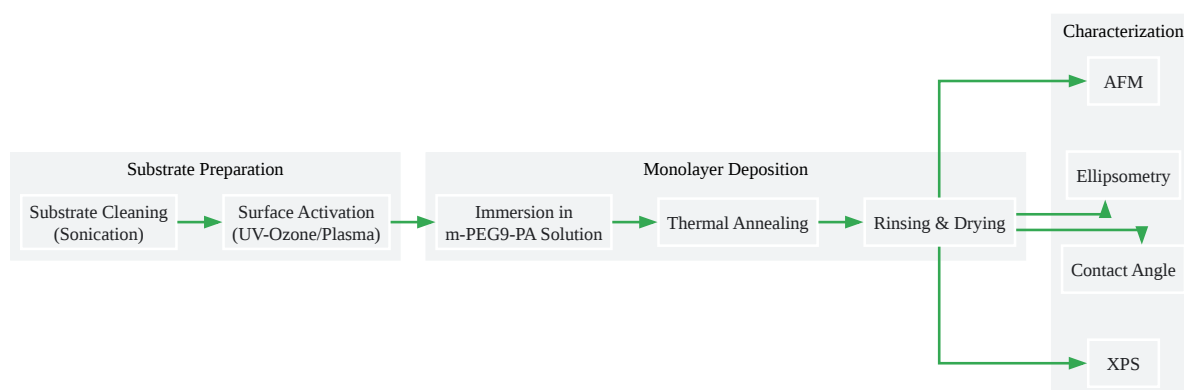 Substrate Preparation
Substrate Cleaning
(Sonication)
Surface Activation
(UV-Ozone/Plasma)
Monolayer Deposition
Immersion in
m-PEG9-PA Solution
Thermal Annealing
Rinsing & Drying
Characterization
AFM
Ellipsometry
Contact Angle
XPS